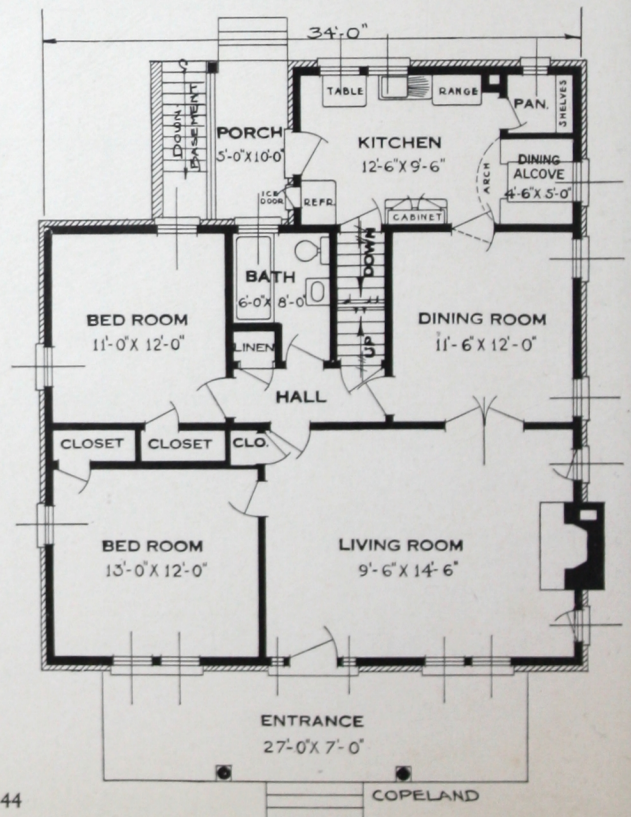 34'-0"
DOWN
BASEMENT
PORCH
5'-0"X10'-0"
ICE
DOOR
REFR.
TABLE
RANGE
KITCHEN
12'-6"X9'-6"
CABINET
ARCH
PAN.
SHELVES
DINING
ALCOVE
4'-6"X5'-0"
BED ROOM
11'-0"X12'-0"
BATH
6'-0"X8'-0"
LINEN
DOWN
UP
DINING ROOM
11'-6"X12'-0"
HALL
CLOSET
CLOSET
CLO.
BED ROOM
13'-0"X12'-0"
LIVING ROOM
9'-6"X14'-6"
ENTRANCE
27'-0"X7'-0"
44
COPELAND